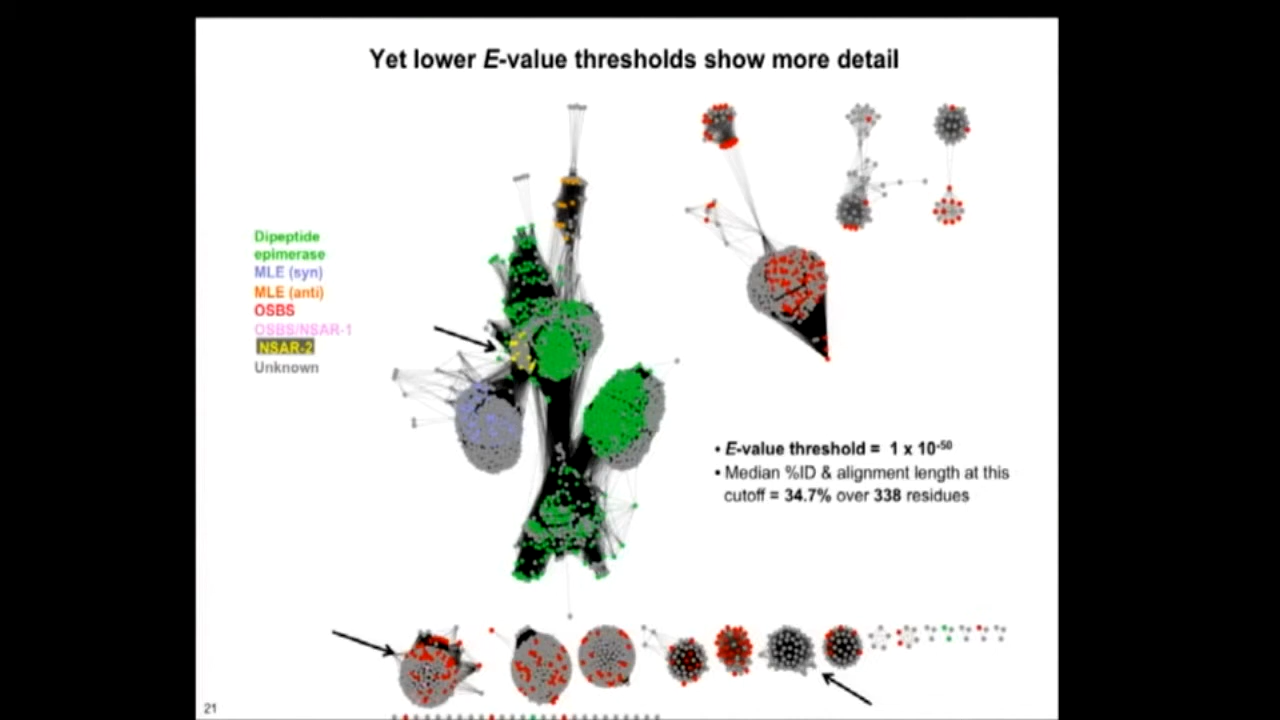 Yet lower E-value thresholds show more detail
Dipeptide
epimerase
MLE (syn)
MLE (anti)
OSBS
OSBS/NSAR-1
NSAR-2
Unknown
• E-value threshold = 1 x 10⁻⁵⁰
• Median %ID & alignment length at this
cutoff = 34.7% over 338 residues
21